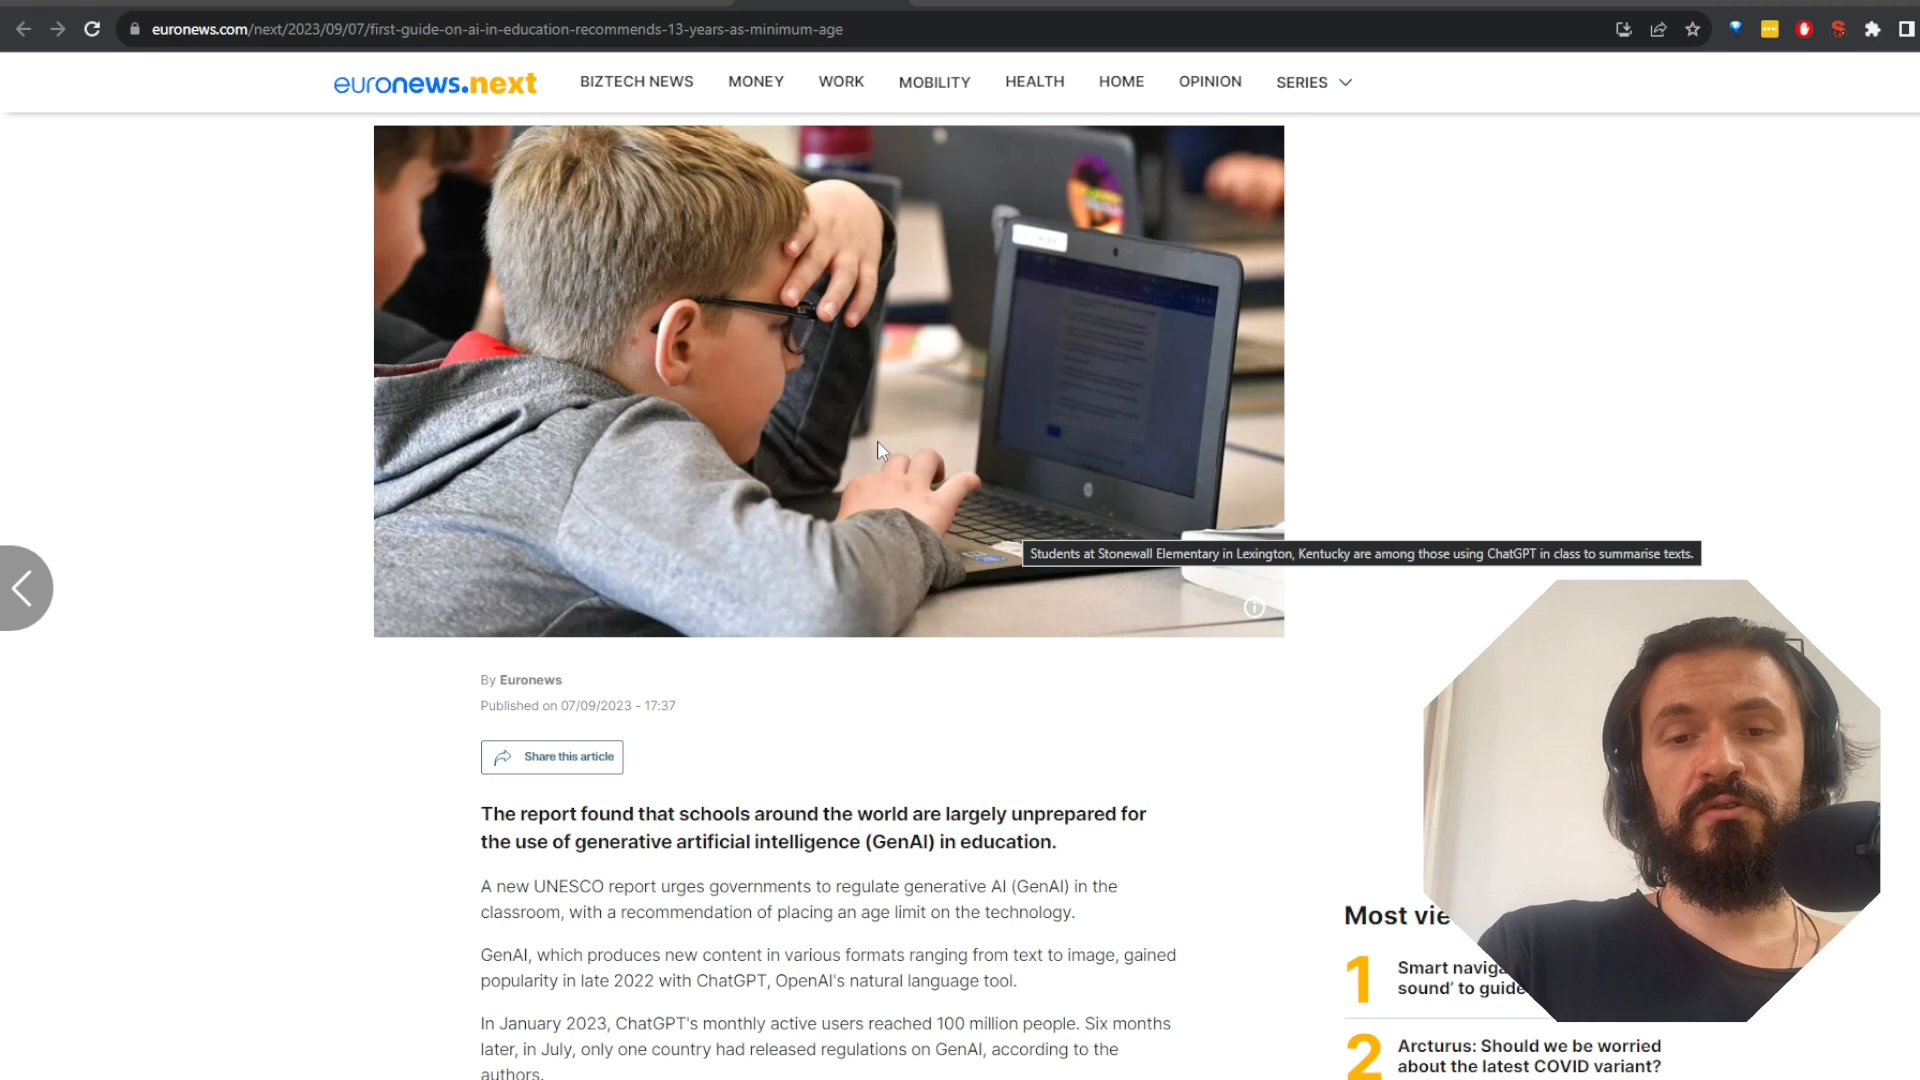 euronews.com/next/2023/09/07/first-guide-on-ai-in-education-recommends-13-years-as-minimum-age
euronews.next
BIZTECH NEWS MONEY WORK MOBILITY HEALTH HOME OPINION SERIES
Students at Stonewall Elementary in Lexington, Kentucky are among those using ChatGPT in class to summarise texts.
By Euronews
Published on 07/09/2023 - 17:37
Share this article
The report found that schools around the world are largely unprepared for
the use of generative artificial intelligence (GenAI) in education.
A new UNESCO report urges governments to regulate generative AI (GenAI) in the
classroom, with a recommendation of placing an age limit on the technology.
GenAI, which produces new content in various formats ranging from text to image, gained
popularity in late 2022 with ChatGPT, OpenAI's natural language tool.
In January 2023, ChatGPT's monthly active users reached 100 million people. Six months
later, in July, only one country had released regulations on GenAI, according to the
authors.
Most vie
1
Smart naviga
sound' to guide
2
Arcturus: Should we be worried
about the latest COVID variant?